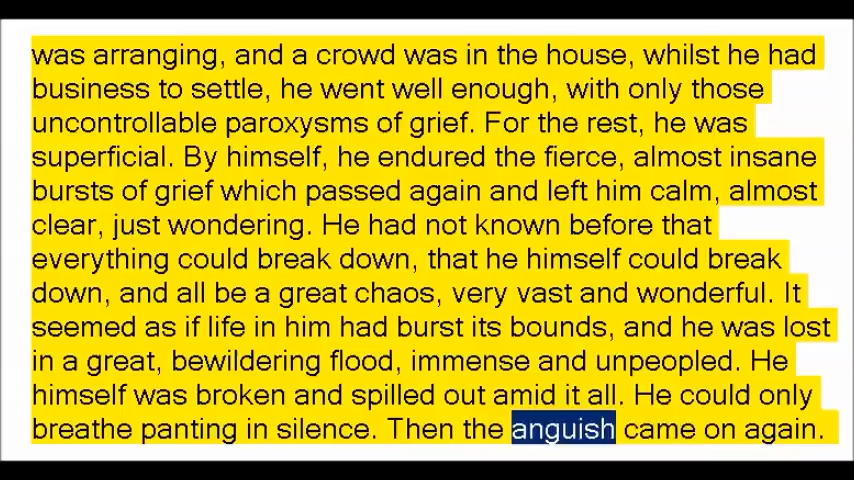 was arranging, and a crowd was in the house, whilst he had
business to settle, he went well enough, with only those
uncontrollable paroxysms of grief. For the rest, he was
superficial. By himself, he endured the fierce, almost insane
bursts of grief which passed again and left him calm, almost
clear, just wondering. He had not known before that
everything could break down, that he himself could break
down, and all be a great chaos, very vast and wonderful. It
seemed as if life in him had burst its bounds, and he was lost
in a great, bewildering flood, immense and unpeopled. He
himself was broken and spilled out amid it all. He could only
breathe panting in silence. Then the anguish came on again.